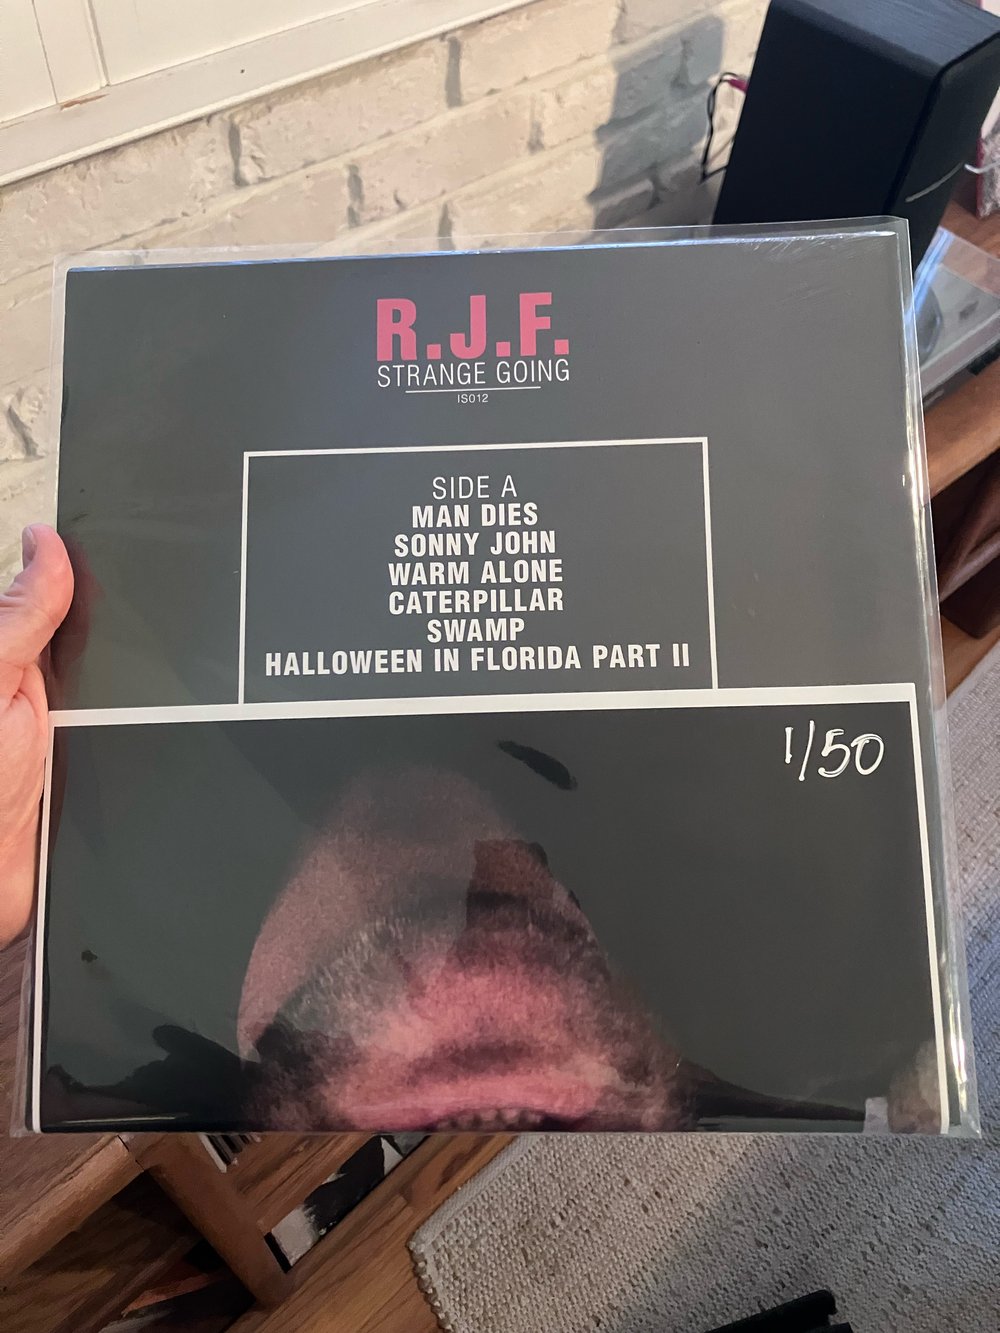 R.J.F.
STRANGE GOING
IS012
SIDE A
MAN DIES
SONNY JOHN
WARM ALONE
CATERPILLAR
SWAMP
HALLOWEEN IN FLORIDA PART II
1/50